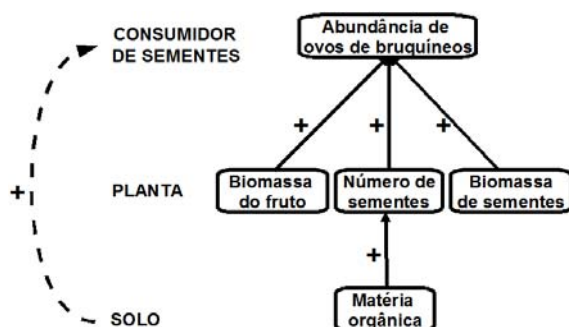 CONSUMIDOR
DE SEMENTES
Abundância de
ovos de bruquíneos
+
+
+
+
PLANTA
Biomassa
do fruto
Número de
sementes
Biomassa
de sementes
+
SOLO
Matéria
orgânica